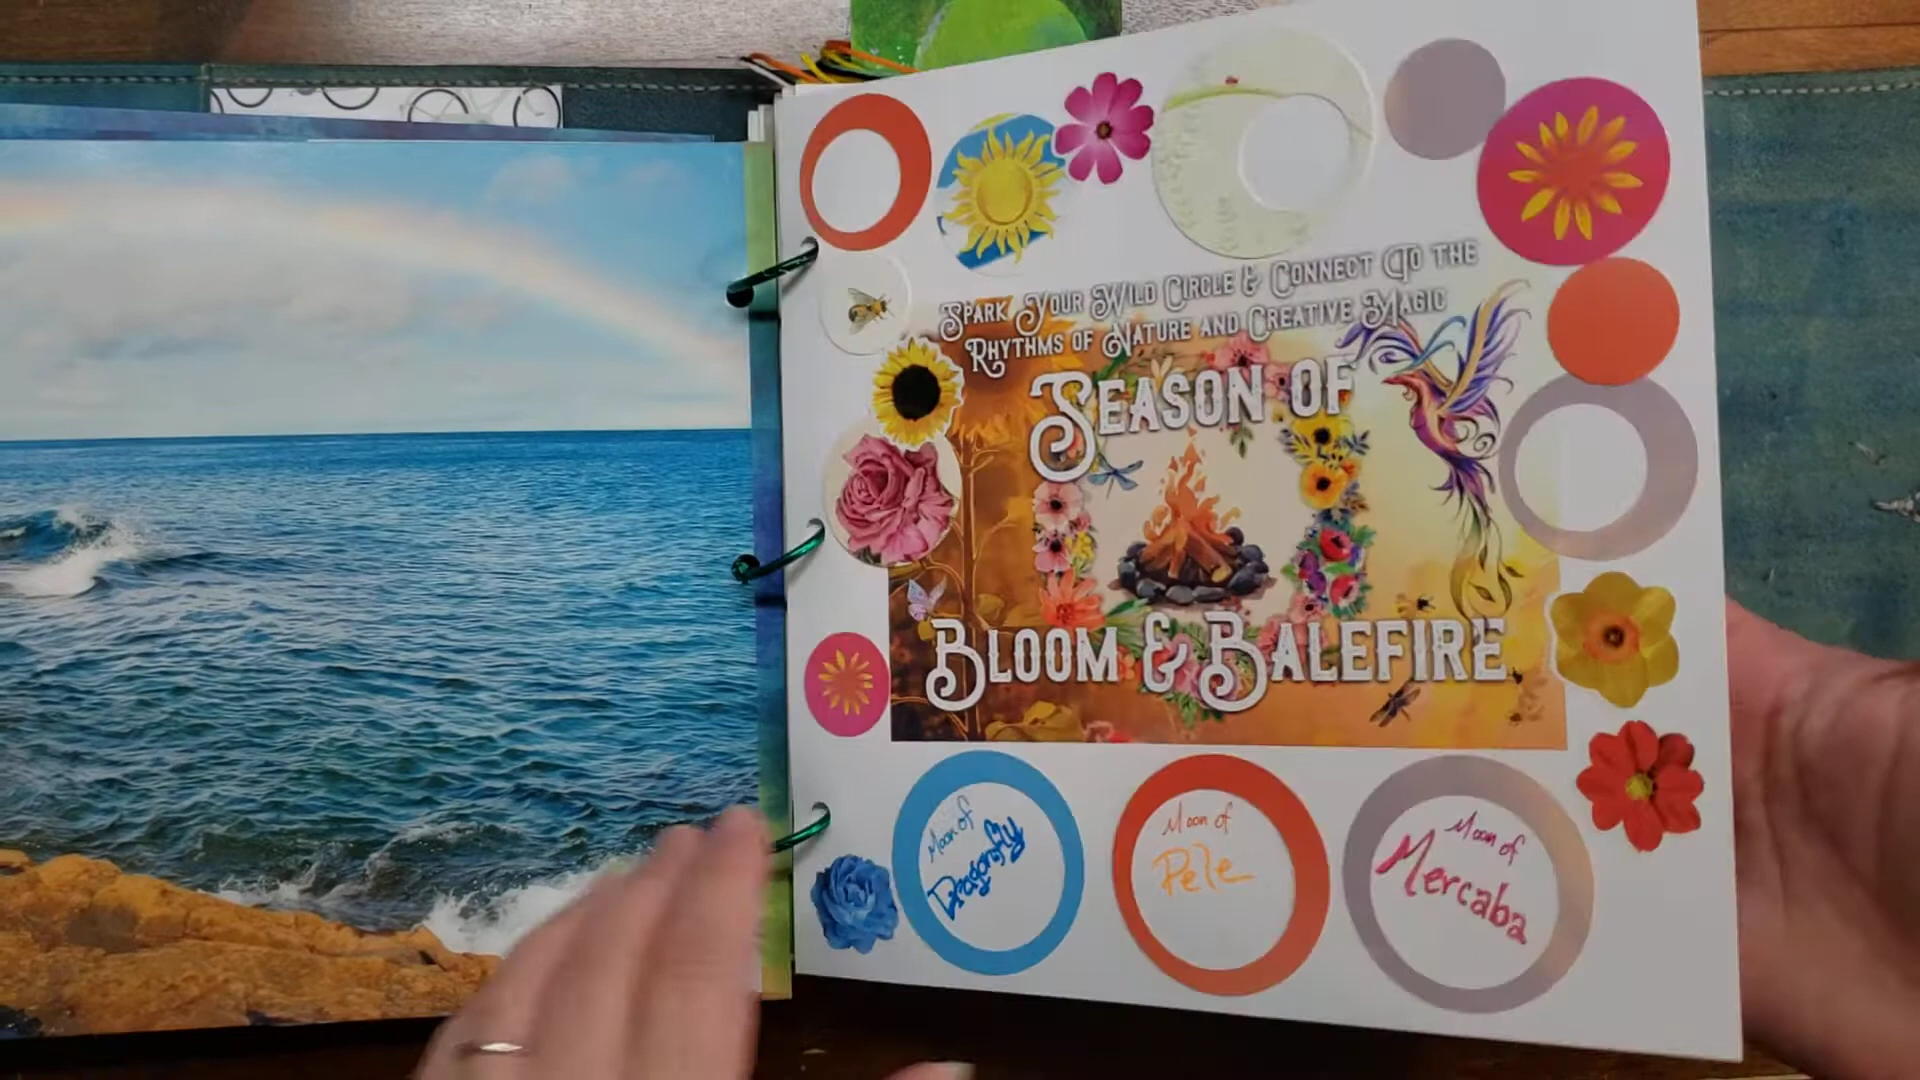 Spark Your Wild Circle & Connect To the
Rhythms of Nature and Creative Magic
Season of
Bloom & Balefire
Moon of
Dragonfly
Moon of
Pele
Moon of
Mercaba